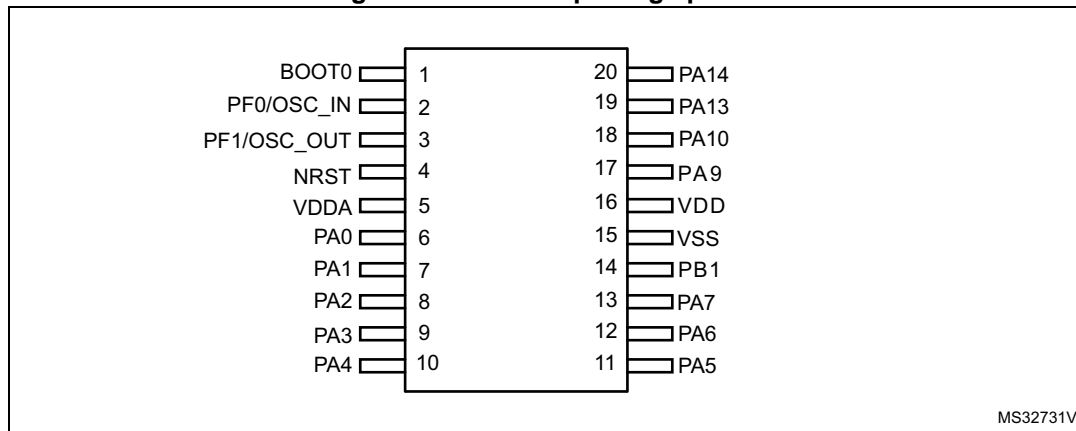 BOOT0 1 20 PA14
PF0/OSC_IN 2 19 PA13
PF1/OSC_OUT 3 18 PA10
NRST 4 17 PA9
VDDA 5 16 VDD
PA0 6 15 VSS
PA1 7 14 PB1
PA2 8 13 PA7
PA3 9 12 PA6
PA4 10 11 PA5
MS32731V